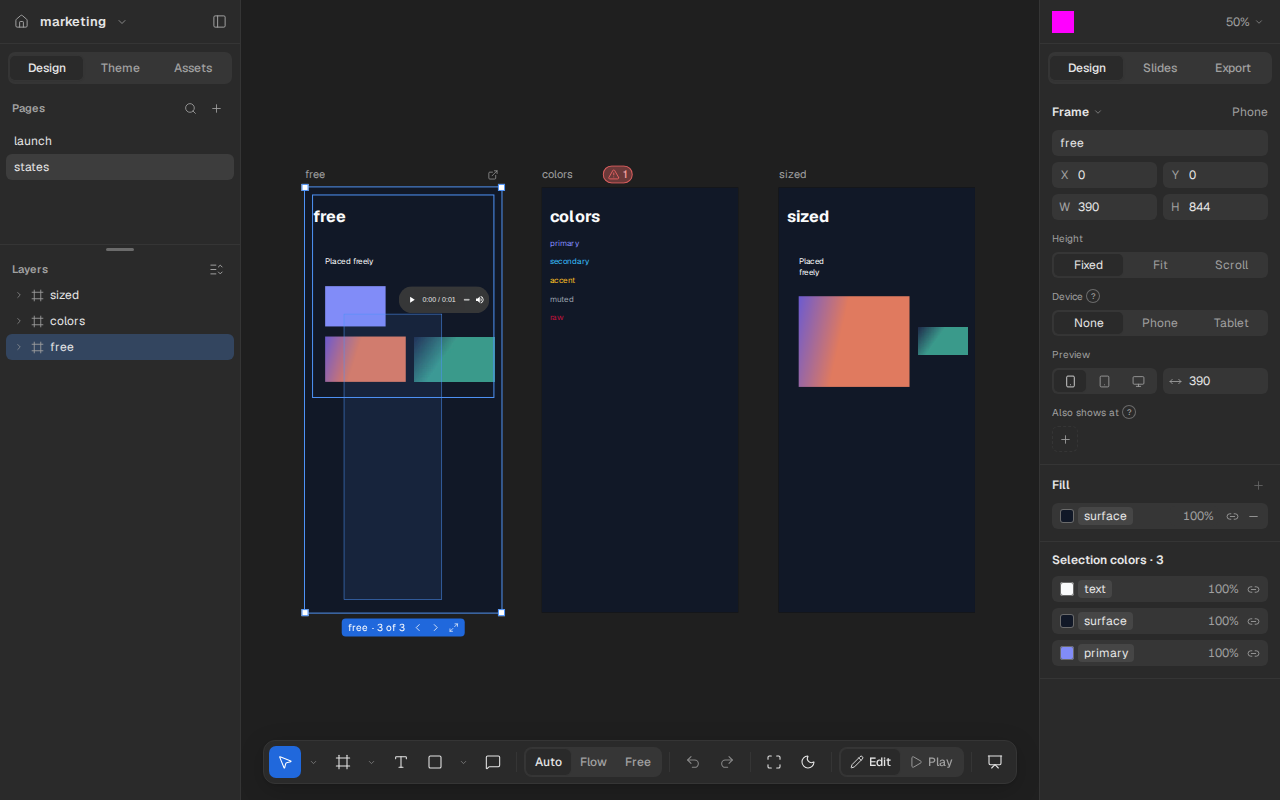 marketing
50%
Design
Theme
Assets
Design
Slides
Export
Pages
launch
states
Layers
sized
colors
free
free
colors
1
sized
free
Placed freely
0:00 / 0:01
colors
primary
secondary
accent
muted
raw
sized
Placed
freely
free · 3 of 3
Frame
Phone
free
X 0
Y 0
W 390
H 844
Height
Fixed
Fit
Scroll
Device ?
None
Phone
Tablet
Preview
390
Also shows at ?
Fill
surface 100%
Selection colors · 3
text 100%
surface 100%
primary 100%
Auto
Flow
Free
Edit
Play